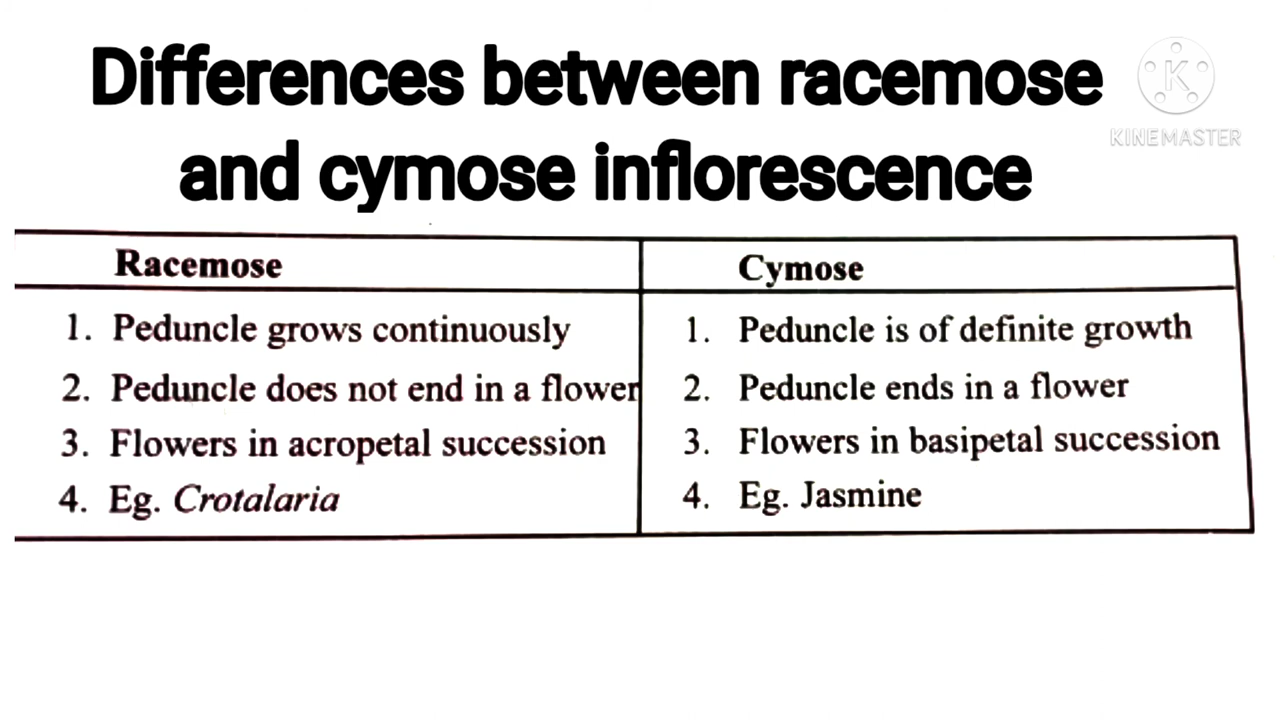 Differences between racemose
and cymose inflorescence
KINEMASTER
Racemose
1. Peduncle grows continuously
2. Peduncle does not end in a flower
3. Flowers in acropetal succession
4. Eg. Crotalaria
Cymose
1. Peduncle is of definite growth
2. Peduncle ends in a flower
3. Flowers in basipetal succession
4. Eg. Jasmine